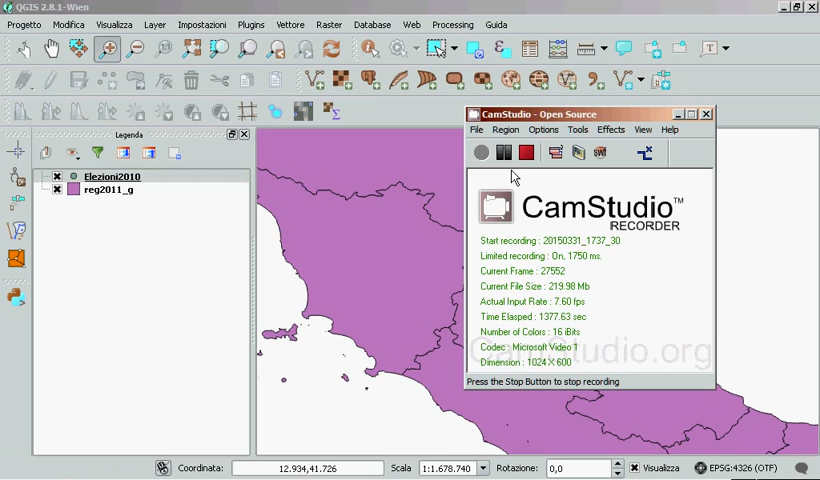 QGIS 2.8.1-Wien
Progetto Modifica Visualizza Layer Impostazioni Plugins Vettore Raster Database Web Processing Guida
Legenda
Elezioni2010
reg2011_g
CamStudio - Open Source
File Region Options Tools Effects View Help
CamStudio™
RECORDER
Start recording : 20150331_1737_30
Limited recording : On, 1750 ms.
Current Frame : 27552
Current File Size : 219.98 Mb
Actual Input Rate : 7.60 fps
Time Elasped : 1377.63 sec
Number of Colors : 16 iBits
Codec : Microsoft Video 1
CamStudio.org
Dimension : 1024 X 600
Press the Stop Button to stop recording
Coordinata: 12.934,41.726 Scala 1:1.678.740 Rotazione: 0,0 Visualizza EPSG:4326 (OTF)